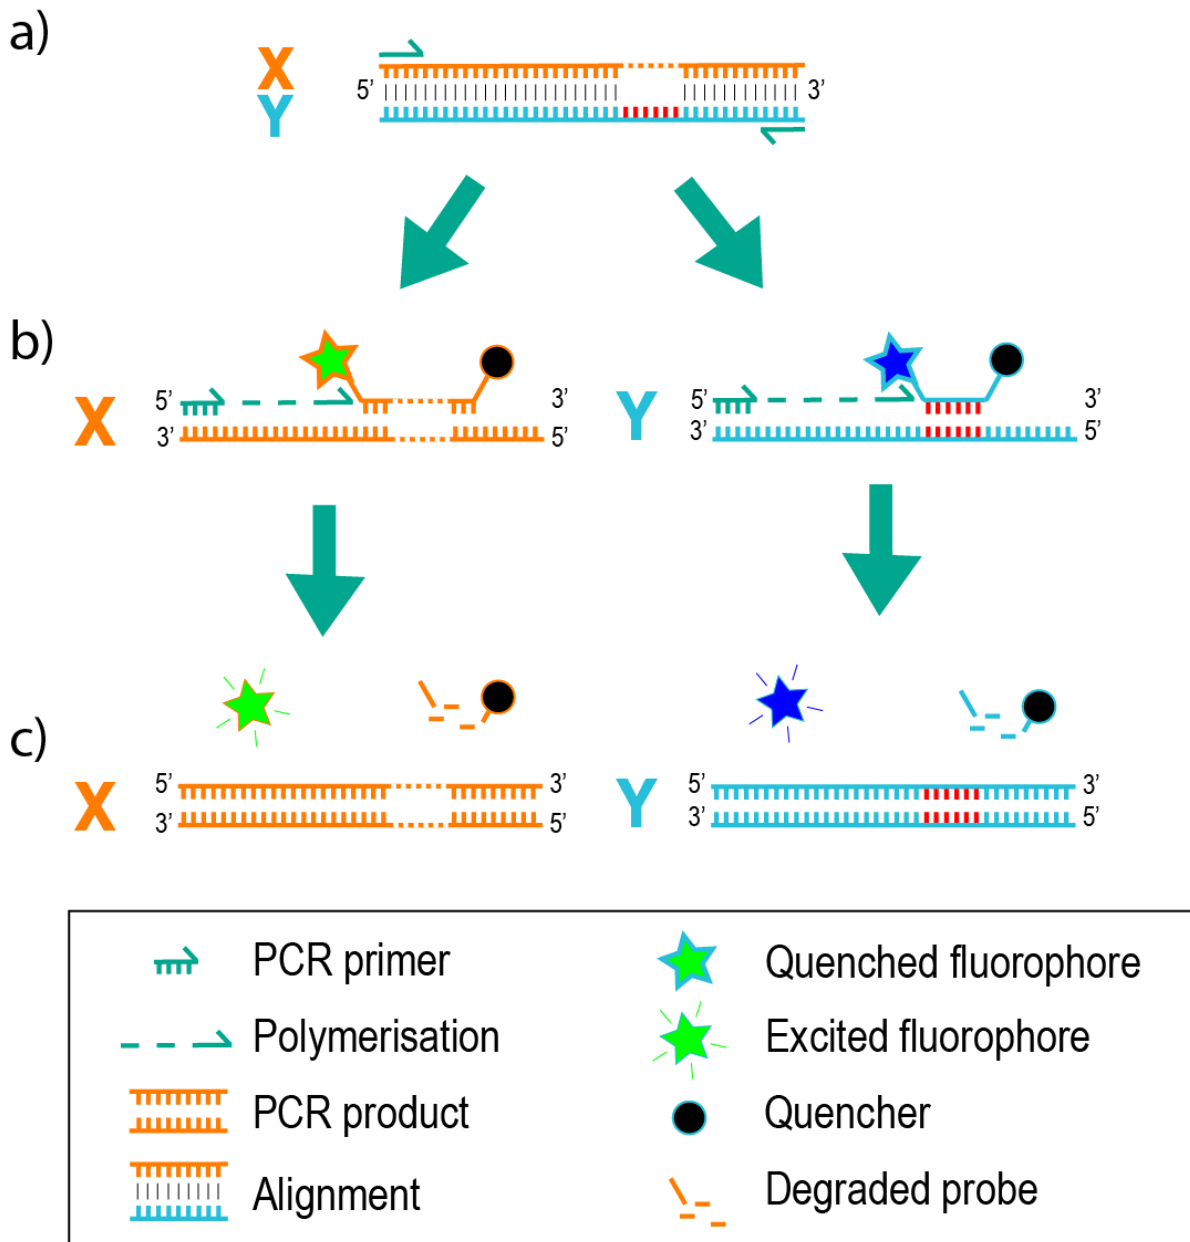 a)
X
5’ 3’
Y
b)
5’ 3’ 5’ 3’
X 3’ 5’ Y 3’ 5’
c)
5’ 3’ 5’ 3’
X 3’ 5’ Y 3’ 5’
PCR primer
Polymerisation
PCR product
Alignment
Quenched fluorophore
Excited fluorophore
Quencher
Degraded probe